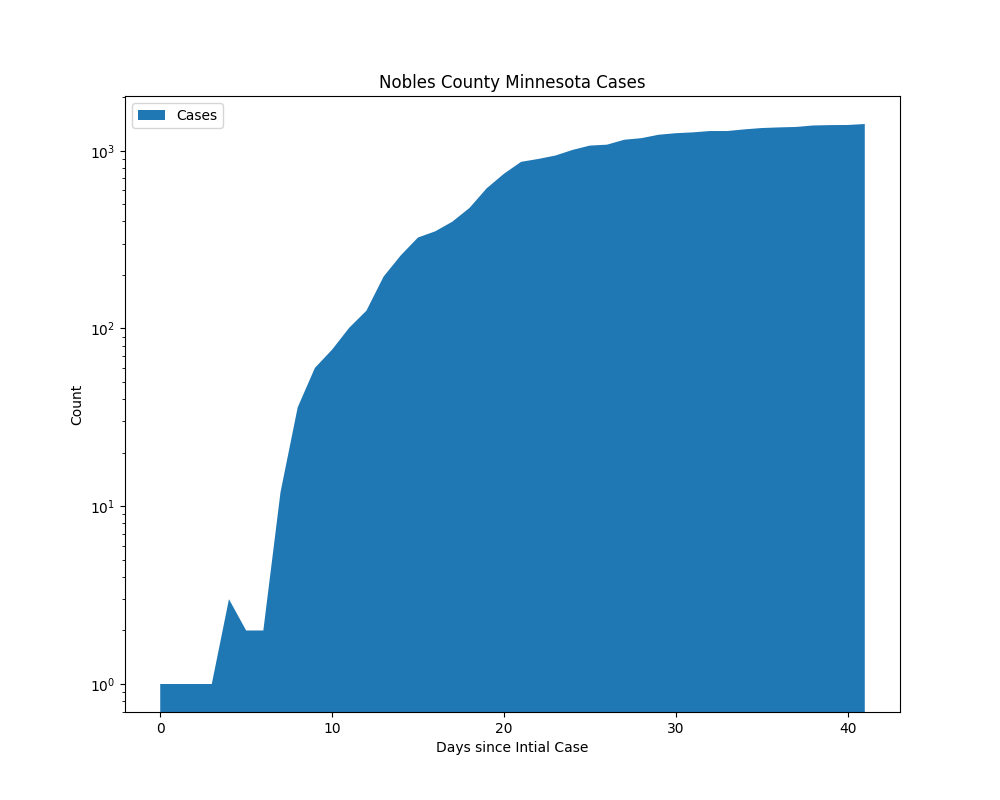 Nobles County Minnesota Cases
Cases
10³
10²
10¹
10⁰
Count
0 10 20 30 40
Days since Intial Case